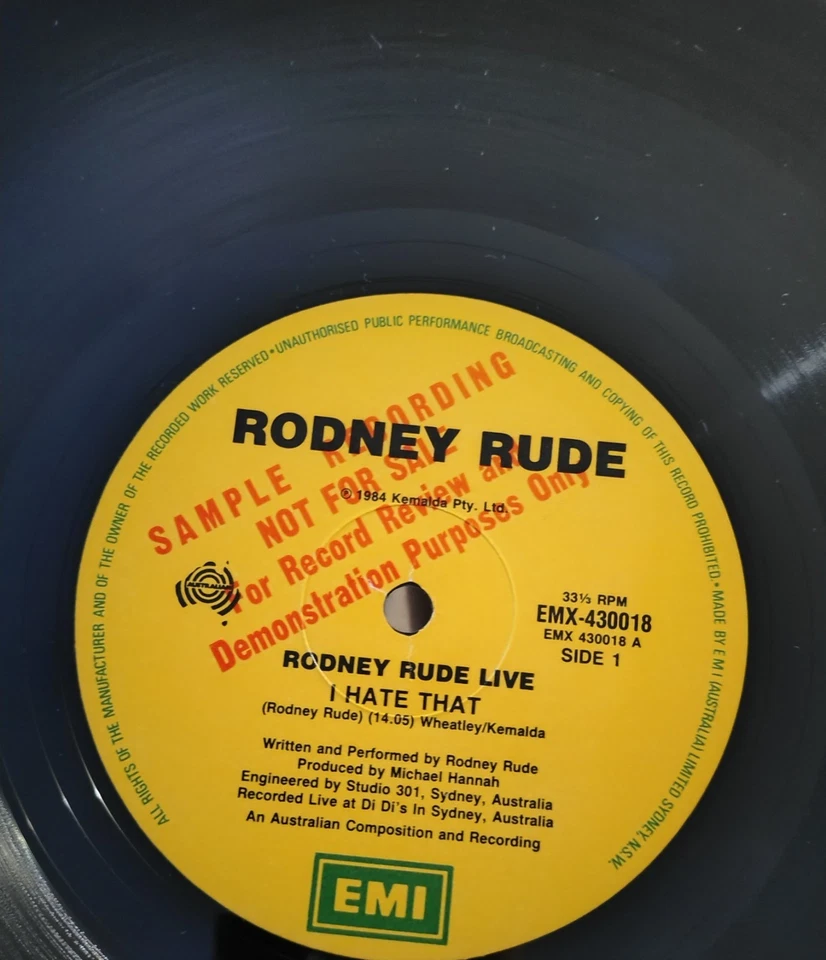 ALL RIGHTS OF THE MANUFACTURER AND OF THE OWNER OF THE RECORDED WORK RESERVED • UNAUTHORISED PUBLIC PERFORMANCE BROADCASTING AND COPYING OF THIS RECORD PROHIBITED • MADE BY EMI (AUSTRALIA) LIMITED SYDNEY, N.S.W.
SAMPLE RECORDING
NOT FOR SALE
For Record Review and
Demonstration Purposes Only
RODNEY RUDE
℗ 1984 Kemalda Pty. Ltd.
AUSTRALIAN
33⅓ RPM
EMX-430018
EMX 430018 A
SIDE 1
RODNEY RUDE LIVE
I HATE THAT
(Rodney Rude) (14.05) Wheatley/Kemalda
Written and Performed by Rodney Rude
Produced by Michael Hannah
Engineered by Studio 301, Sydney, Australia
Recorded Live at Di Di's In Sydney, Australia
An Australian Composition and Recording
EMI